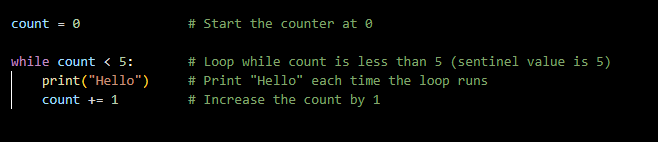 count = 0 # Start the counter at 0
while count < 5: # Loop while count is less than 5 (sentinel value is 5)
print("Hello") # Print "Hello" each time the loop runs
count += 1 # Increase the count by 1